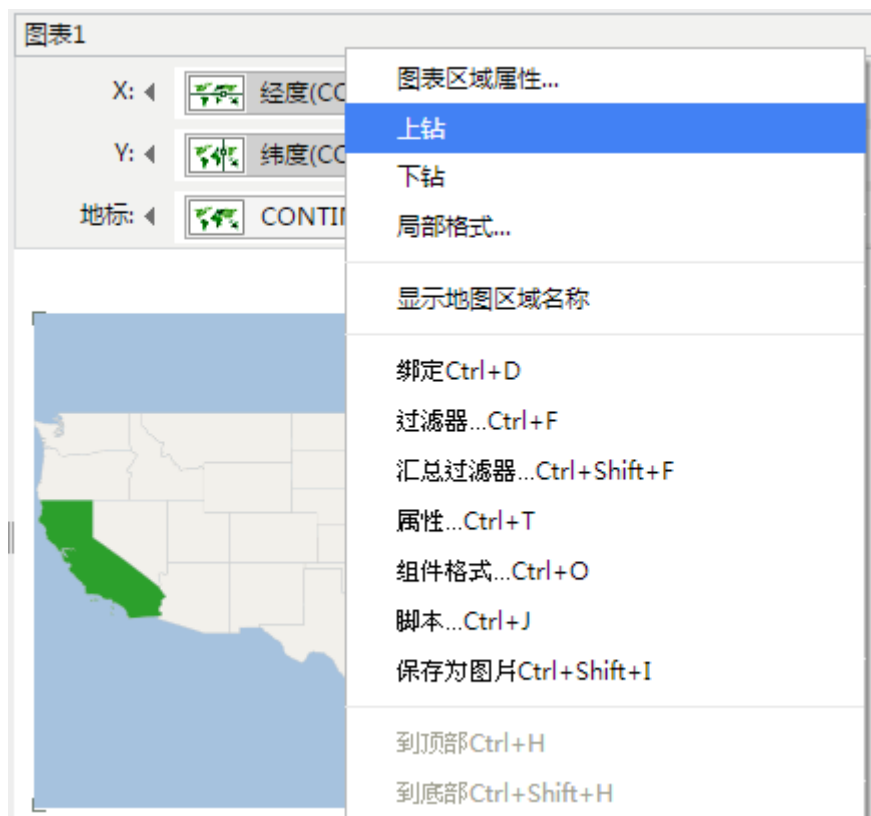 图表1
X: 经度(CO
Y: 纬度(CO
地标: CONTIN
图表区域属性...
上钻
下钻
局部格式...
显示地图区域名称
绑定Ctrl+D
过滤器...Ctrl+F
汇总过滤器...Ctrl+Shift+F
属性...Ctrl+T
组件格式...Ctrl+O
脚本...Ctrl+J
保存为图片Ctrl+Shift+I
到顶部Ctrl+H
到底部Ctrl+Shift+H